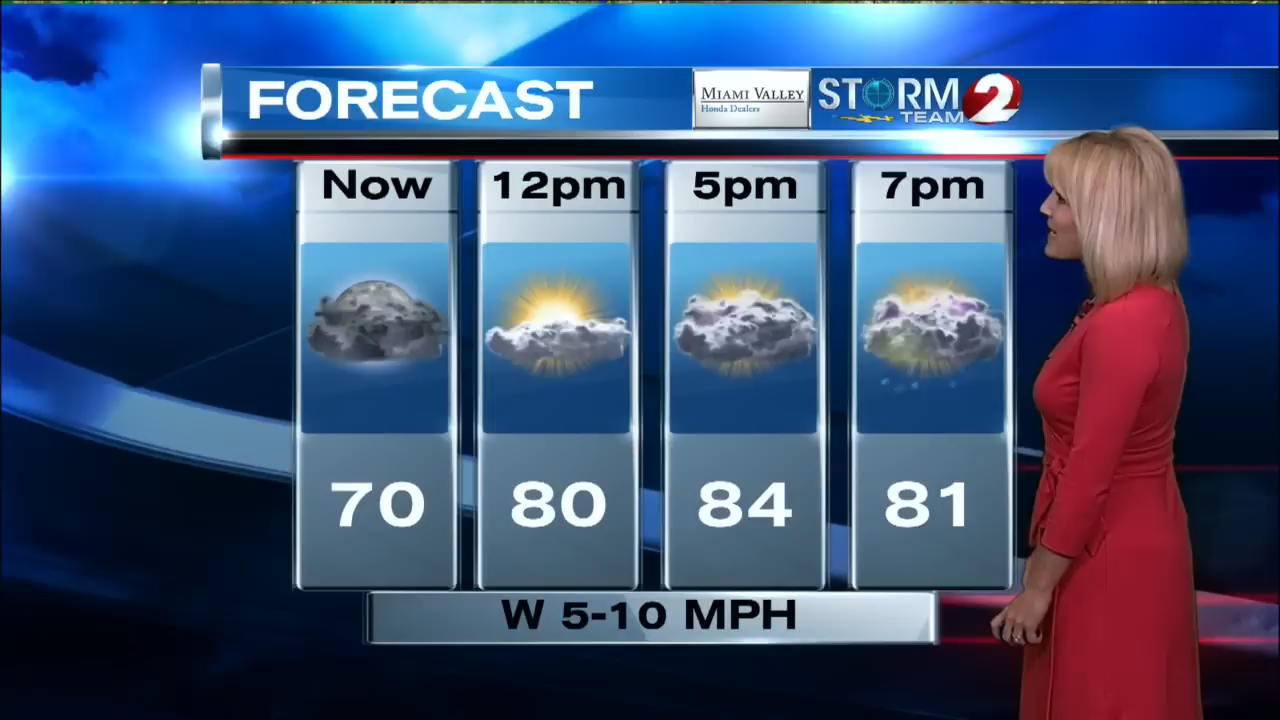 FORECAST
MIAMI VALLEY
Honda Dealers
STORM
TEAM
2
Now
12pm
5pm
7pm
70
80
84
81
W 5-10 MPH